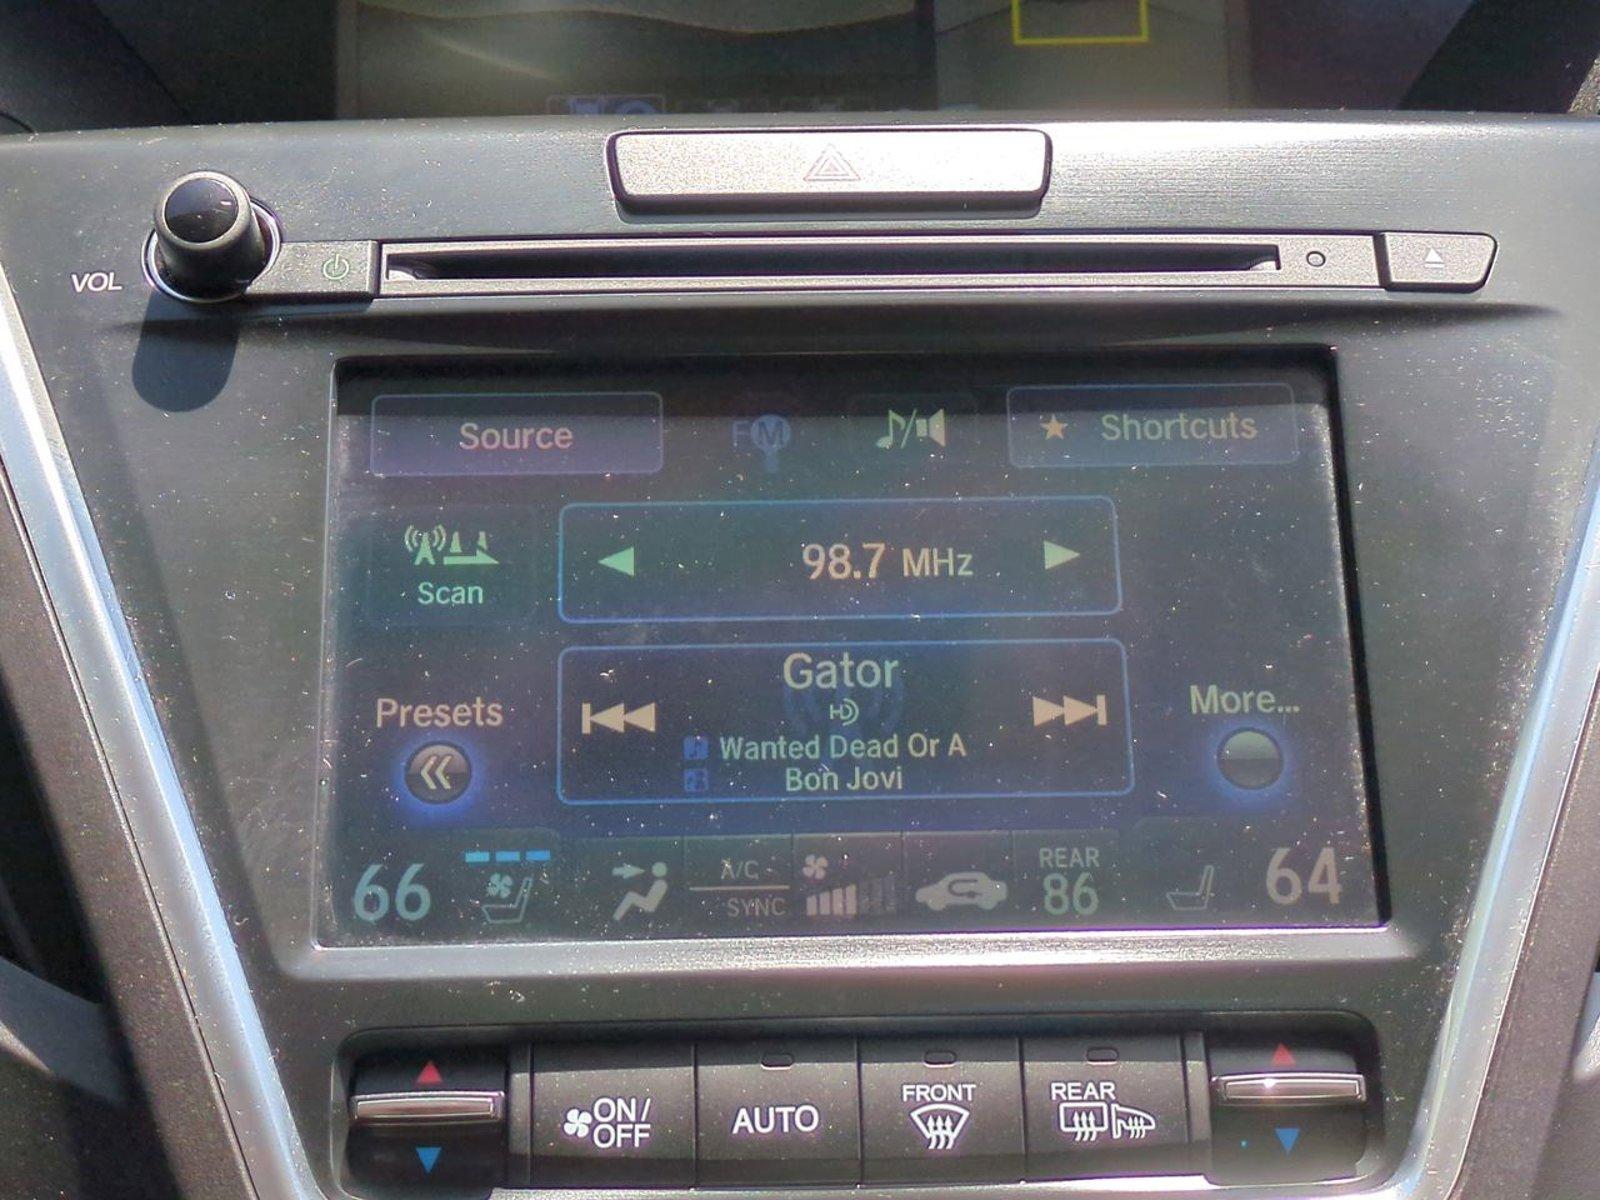 VOL
Source
FM
Shortcuts
98.7 MHz
Scan
Gator
HD
Presets
More...
Wanted Dead Or A
Bon Jovi
66
A/C
SYNC
REAR
86
64
ON/
OFF
AUTO
FRONT
REAR